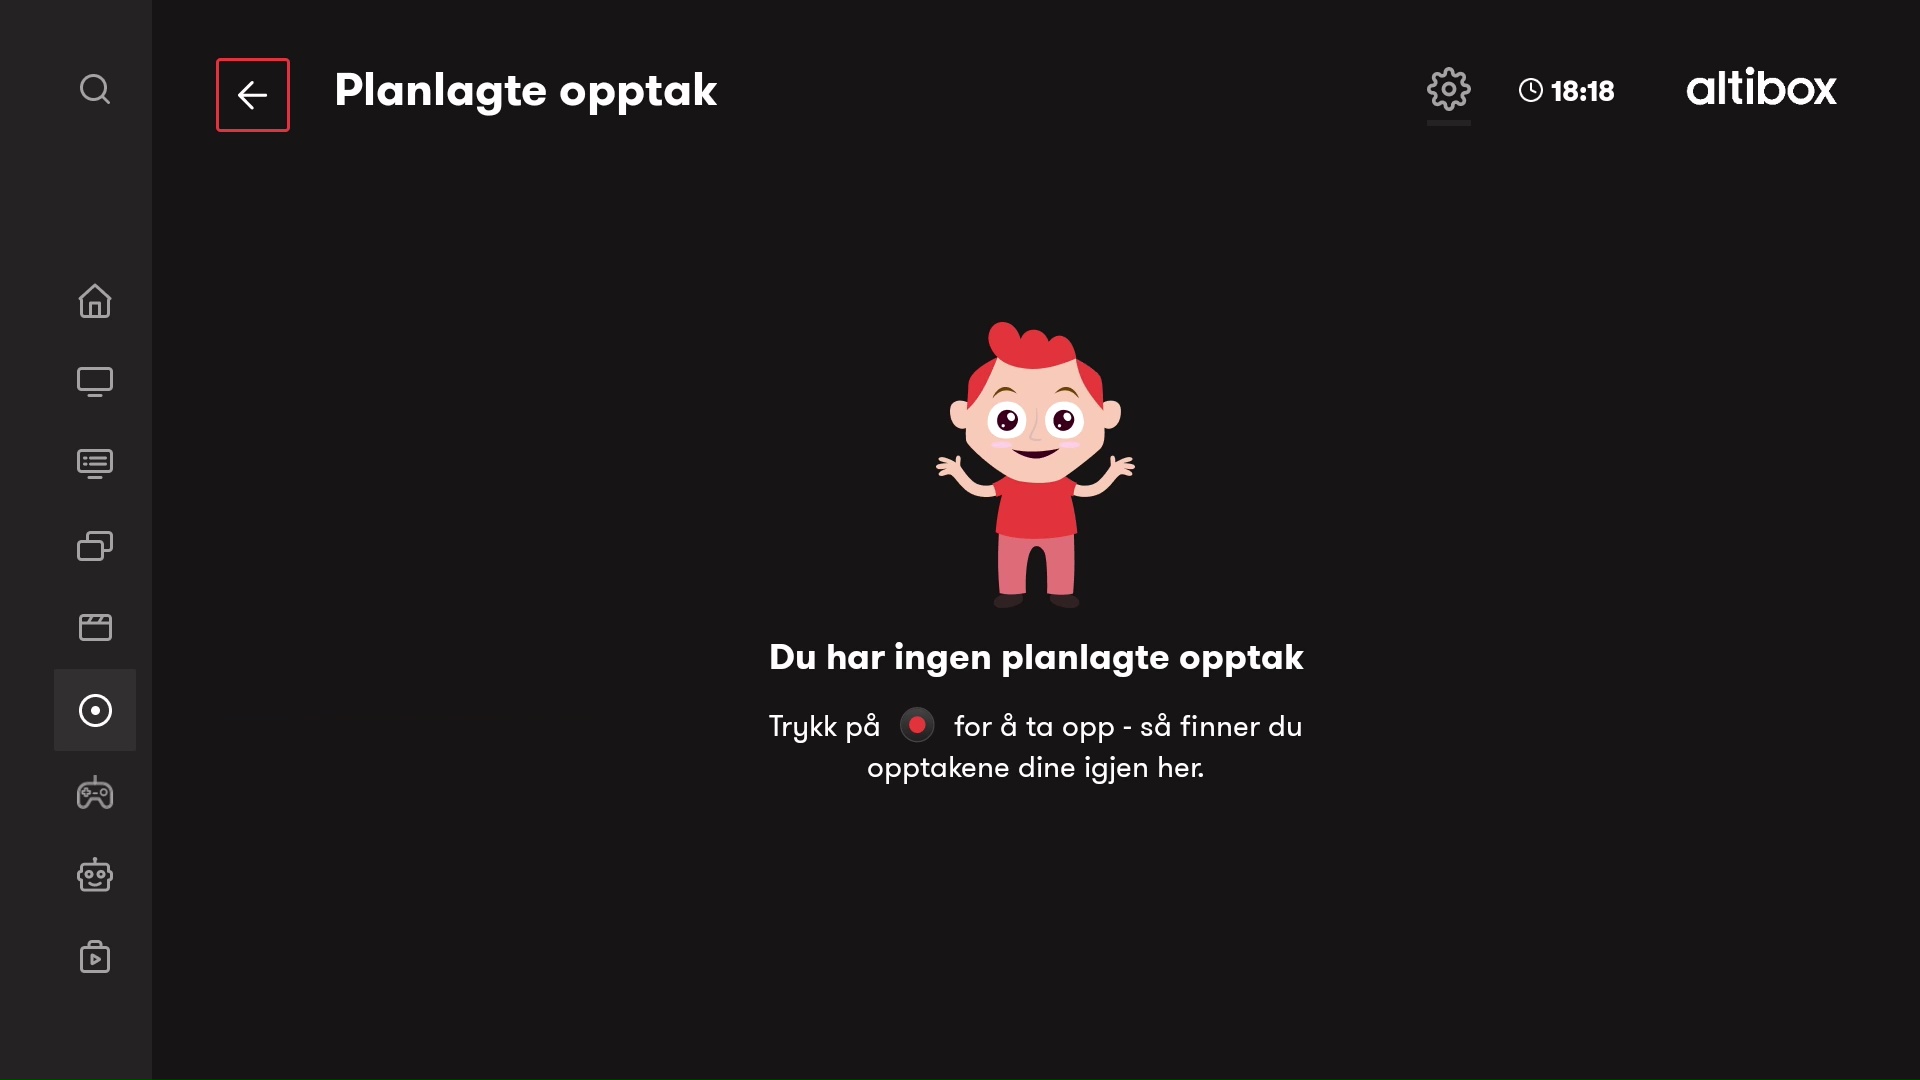 Planlagte opptak
18:18
altibox
Du har ingen planlagte opptak
Trykk på for å ta opp - så finner du
opptakene dine igjen her.